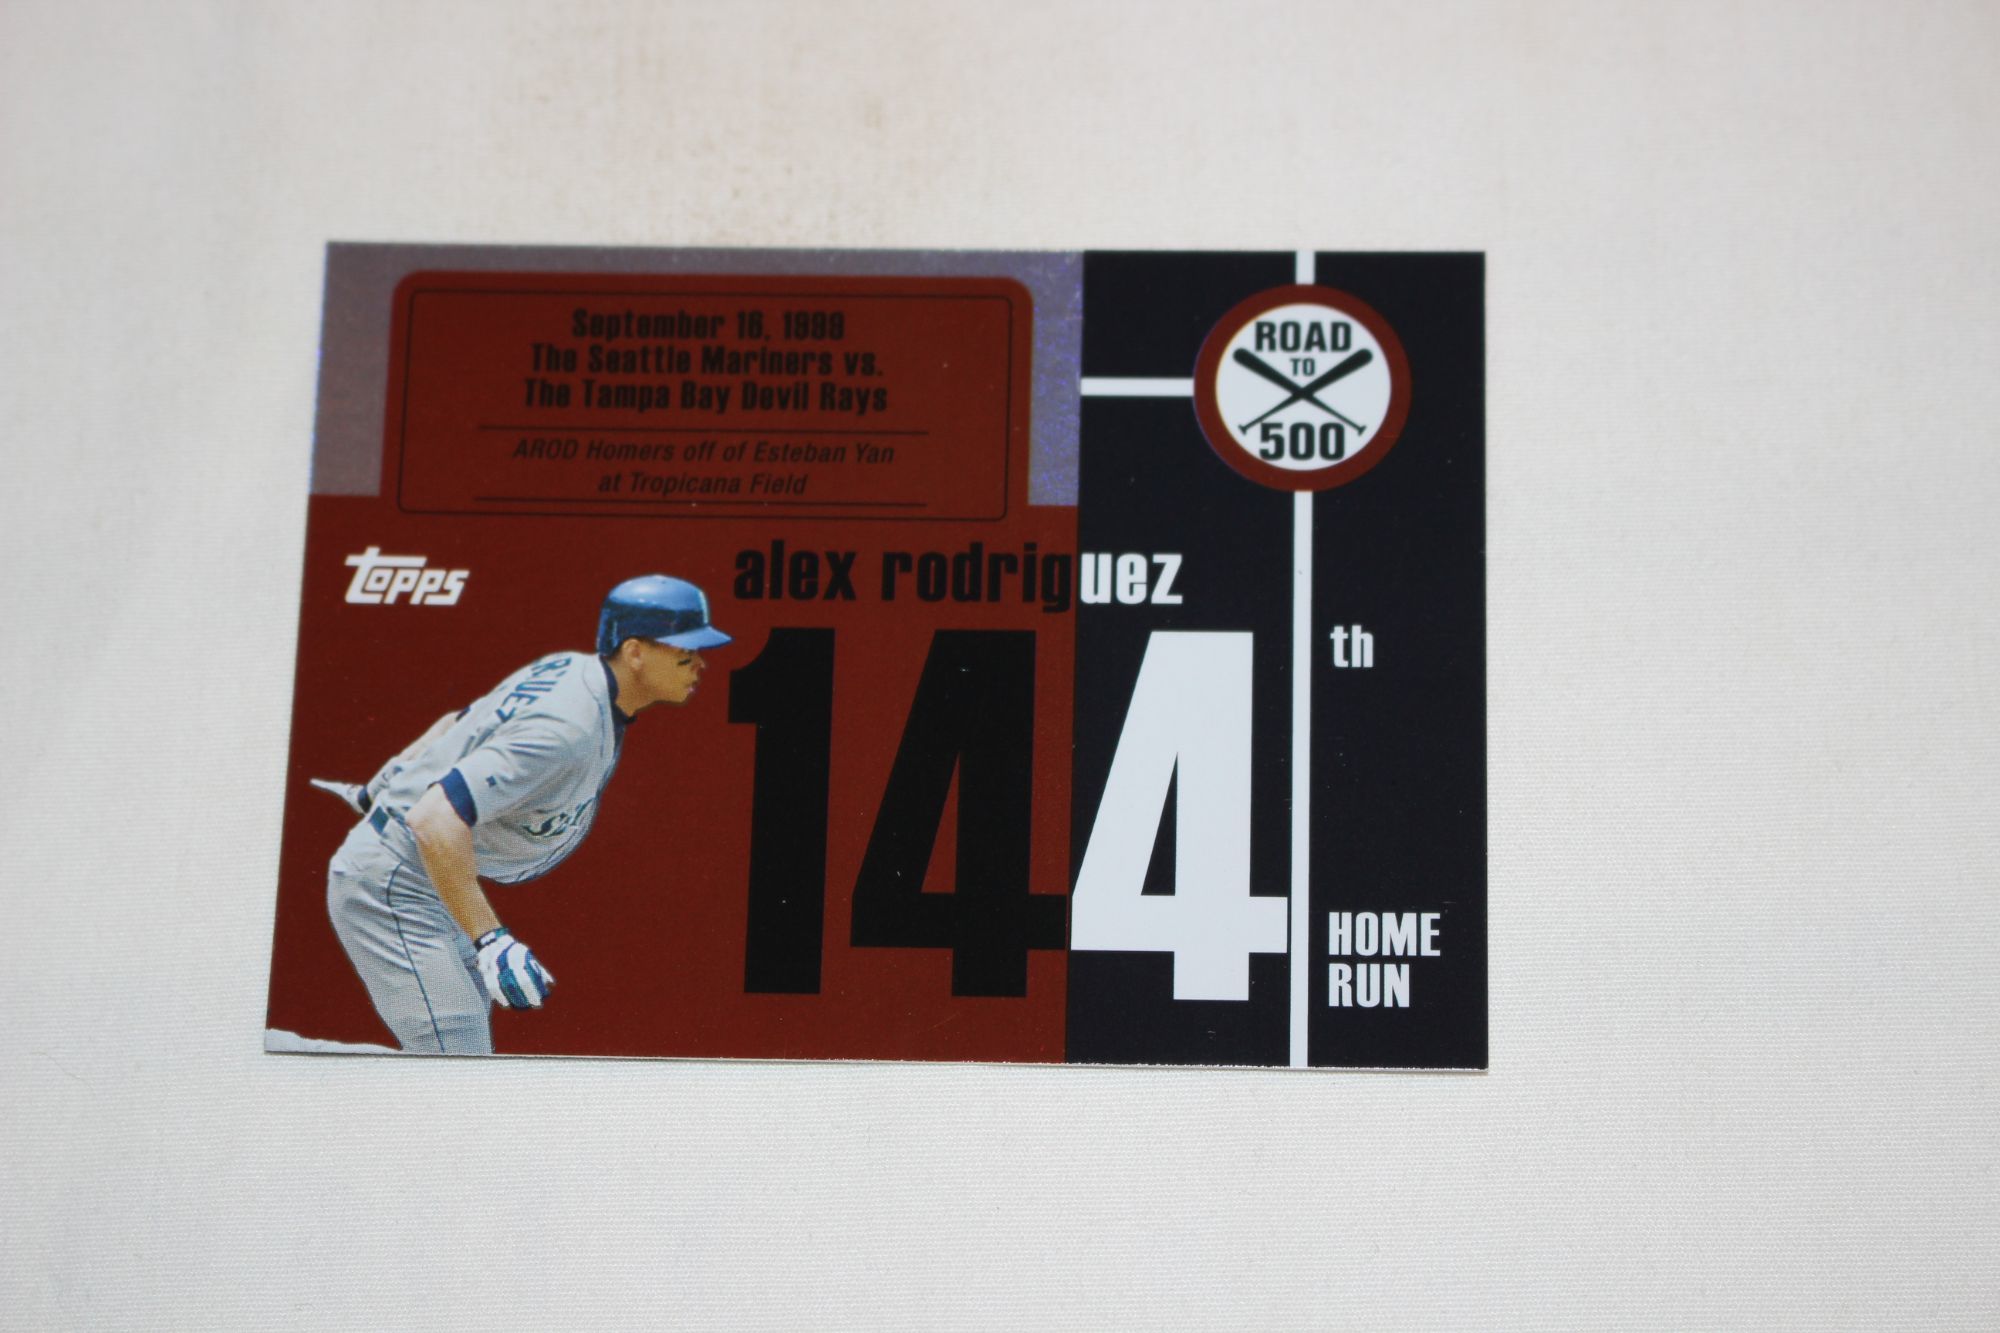 September 16, 1999
The Seattle Mariners vs.
The Tampa Bay Devil Rays
AROD Homers off of Esteban Yan
at Tropicana Field
ROAD
TO
500
Topps
alex rodriguez
144
th
HOME
RUN
RGUEZ